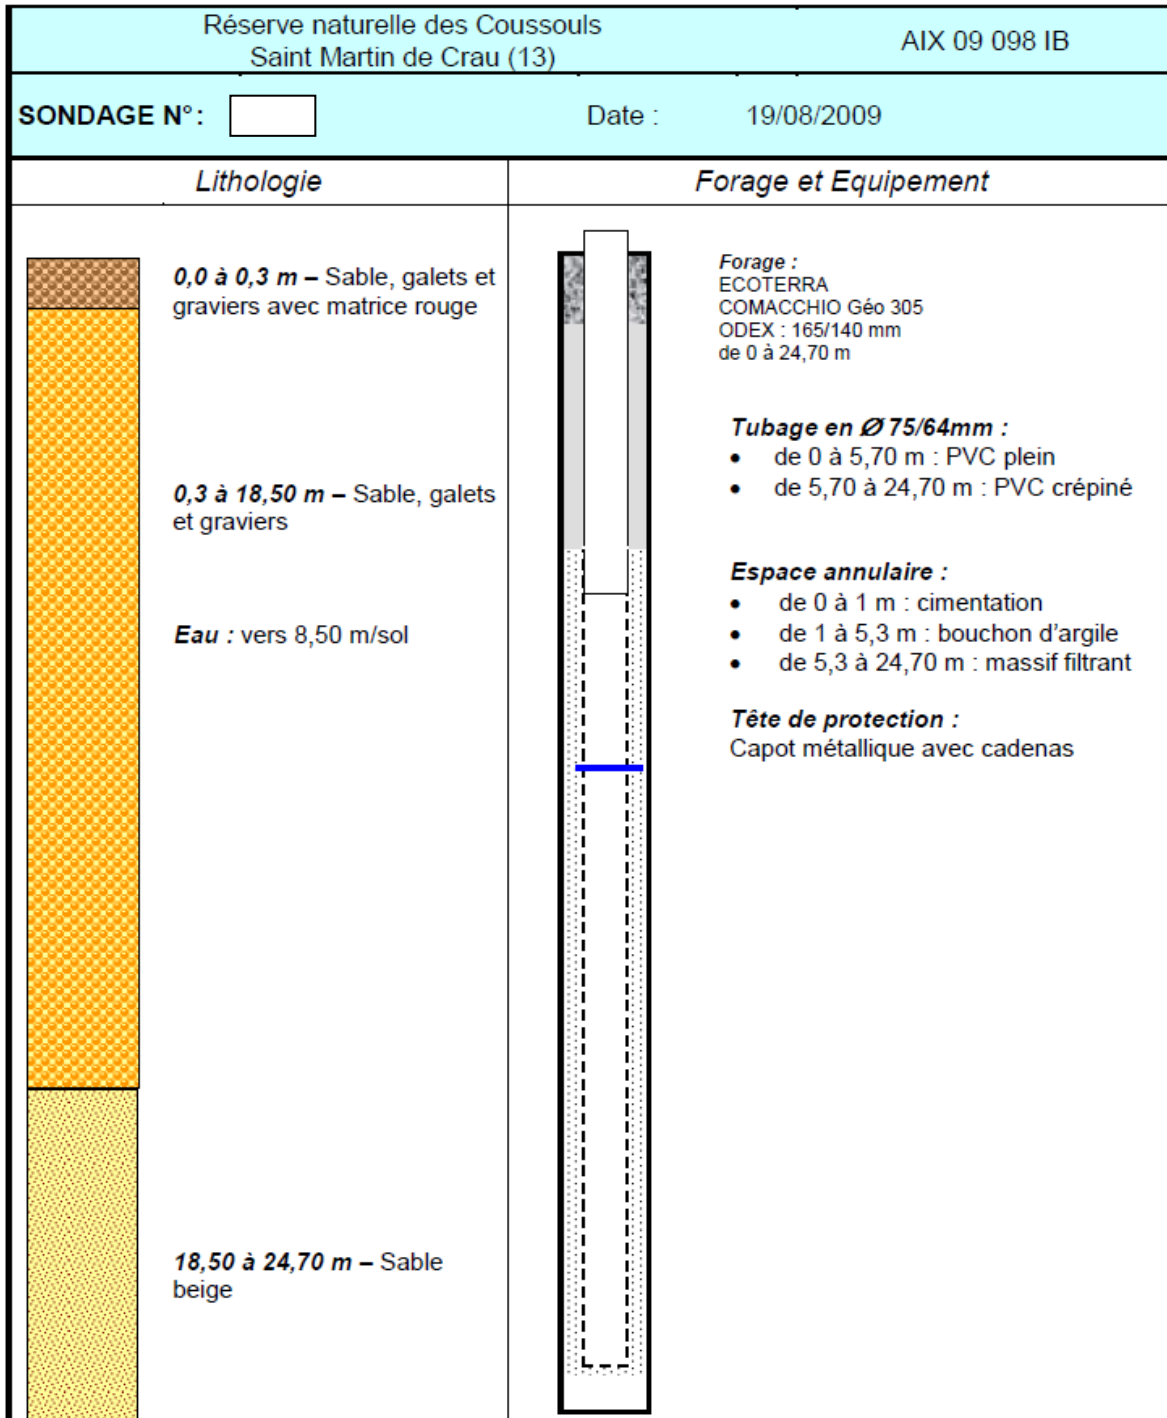 Réserve naturelle des Coussouls
Saint Martin de Crau (13)
AIX 09 098 IB
SONDAGE N° :
Date : 19/08/2009
Lithologie
Forage et Equipement
0,0 à 0,3 m – Sable, galets et
graviers avec matrice rouge
0,3 à 18,50 m – Sable, galets
et graviers
Eau : vers 8,50 m/sol
18,50 à 24,70 m – Sable
beige
Forage :
ECOTERRA
COMACCHIO Géo 305
ODEX : 165/140 mm
de 0 à 24,70 m
Tubage en Ø 75/64mm :
• de 0 à 5,70 m : PVC plein
• de 5,70 à 24,70 m : PVC crépiné
Espace annulaire :
• de 0 à 1 m : cimentation
• de 1 à 5,3 m : bouchon d'argile
• de 5,3 à 24,70 m : massif filtrant
Tête de protection :
Capot métallique avec cadenas